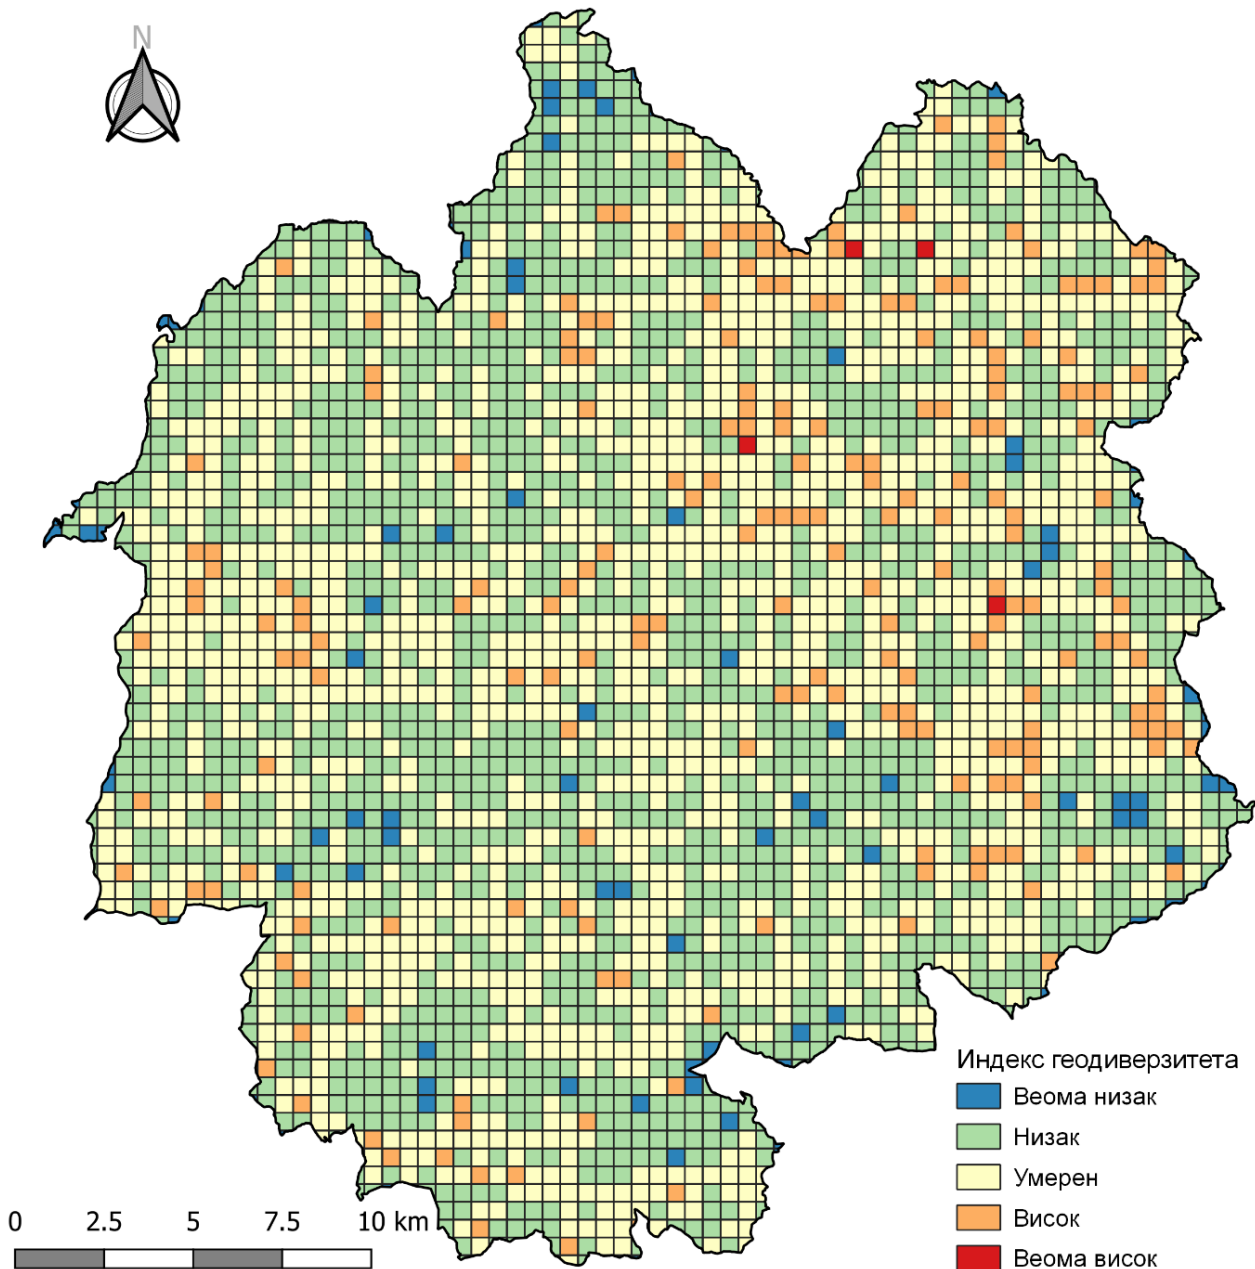 N
Индекс геодиверзитета
Веома низак
Низак
Умерен
Висок
Веома висок
0 2.5 5 7.5 10 km